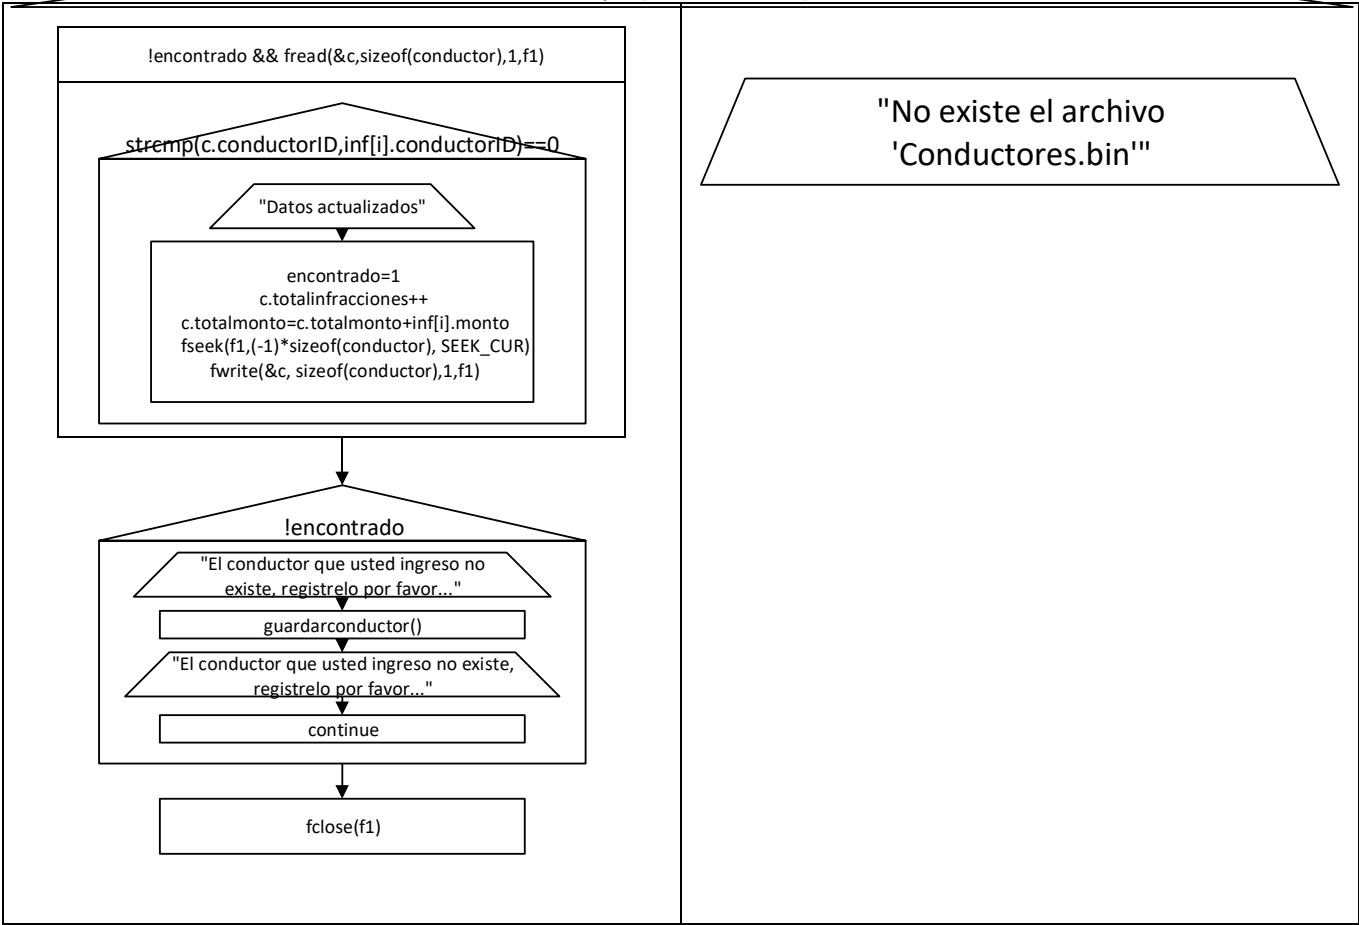 !encontrado && fread(&c,sizeof(conductor),1,f1)
strcmp(c.conductorID,inf[i].conductorID)==0
"Datos actualizados"
encontrado=1
c.totalinfracciones++
c.totalmonto=c.totalmonto+inf[i].monto
fseek(f1,(-1)*sizeof(conductor), SEEK_CUR)
fwrite(&c, sizeof(conductor),1,f1)
!encontrado
"El conductor que usted ingreso no
existe, registrelo por favor..."
guardarconductor()
"El conductor que usted ingreso no existe,
registrelo por favor..."
continue
fclose(f1)
"No existe el archivo
'Conductores.bin'"